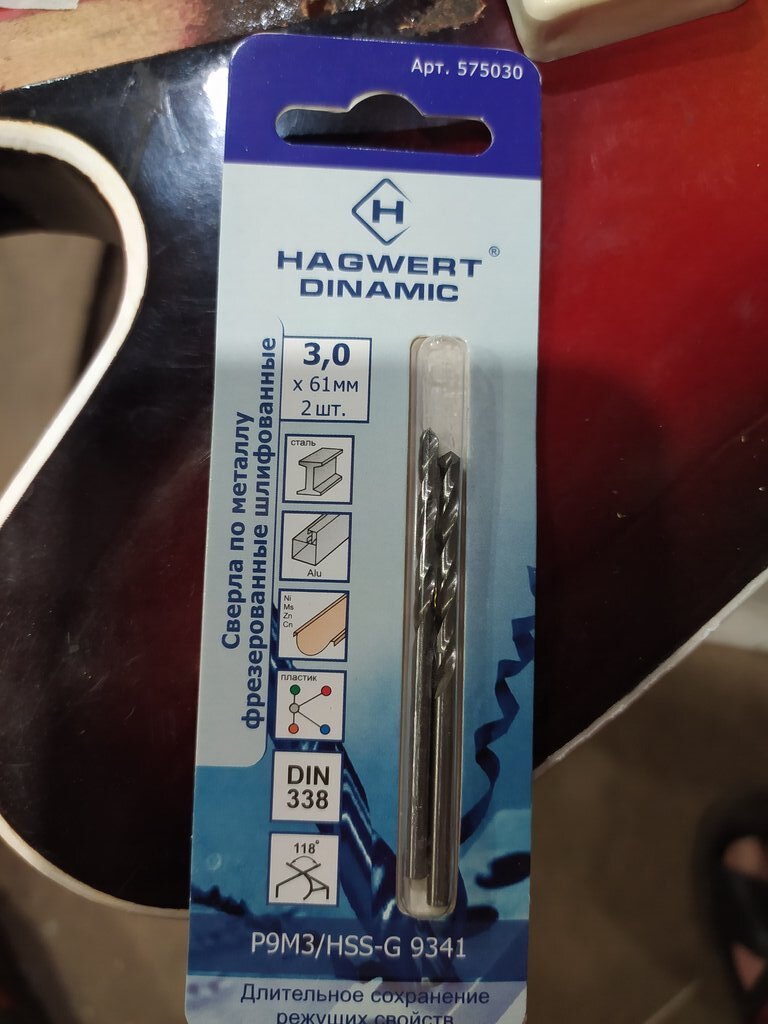 Арт. 575030
H
HAGWERT®
DINAMIC
Сверла по металлу
фрезерованные шлифованные
3,0
х 61мм
2 шт.
сталь
Alu
Ni
Ms
Zn
Cn
пластик
DIN
338
118°
Р9М3/HSS-G 9341
Длительное сохранение
режущих свойств